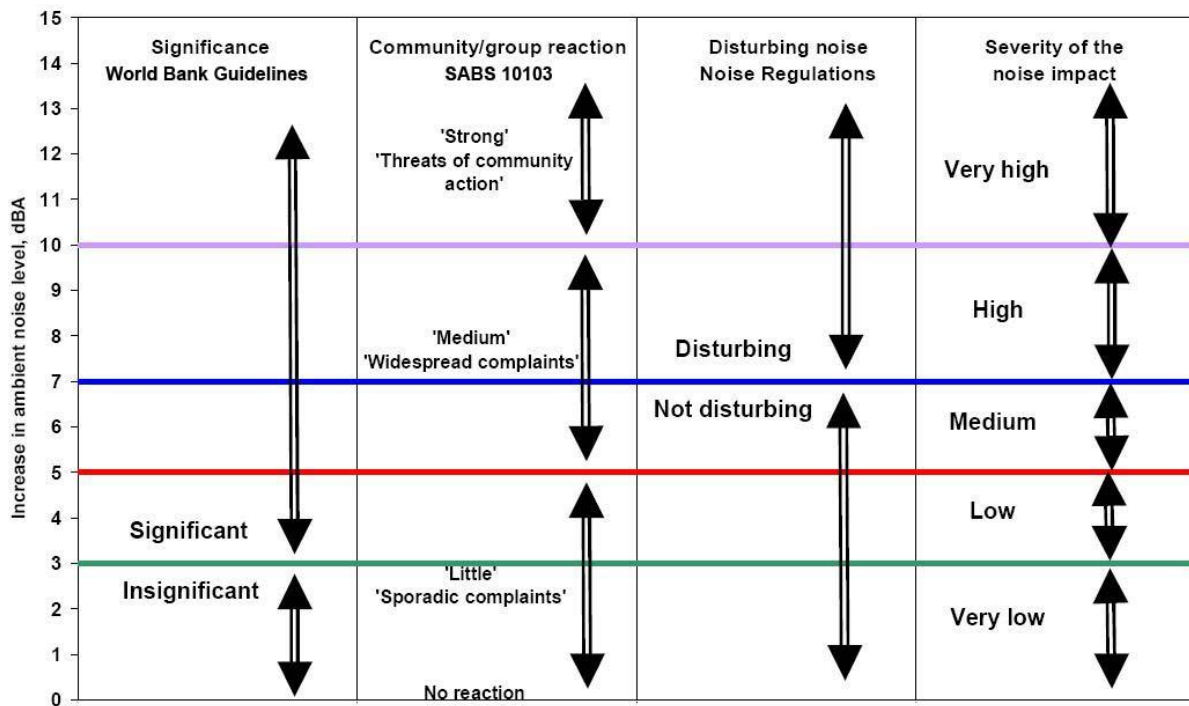 Increase in ambient noise level, dBA
15
14
13
12
11
10
9
8
7
6
5
4
3
2
1
0
Significance
World Bank Guidelines
Significant
Insignificant
Community/group reaction
SABS 10103
'Strong'
'Threats of community
action'
'Medium'
'Widespread complaints'
'Little'
'Sporadic complaints'
No reaction
Disturbing noise
Noise Regulations
Disturbing
Not disturbing
Severity of the
noise impact
Very high
High
Medium
Low
Very low